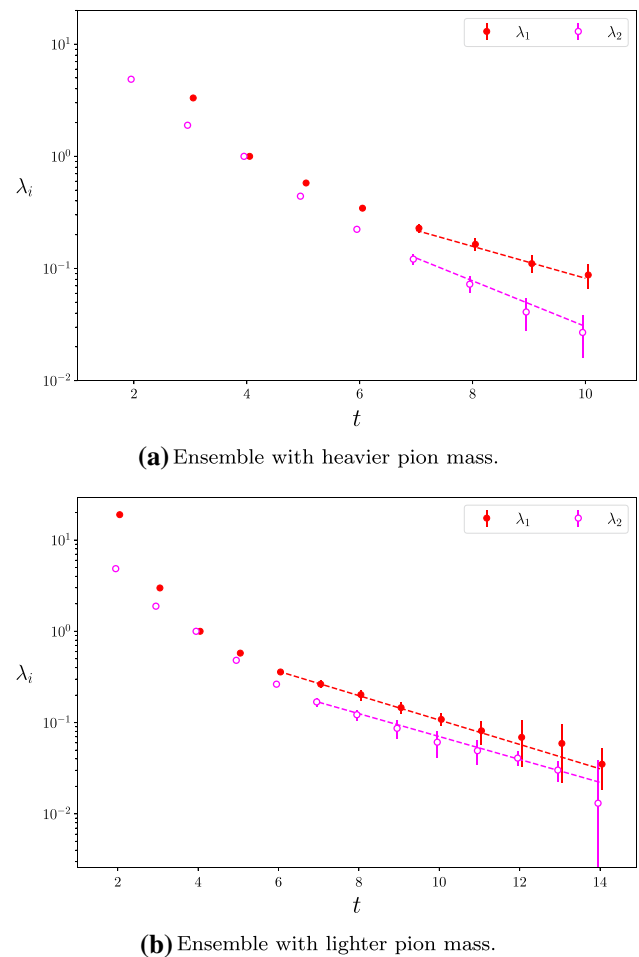 10¹
10⁰
10⁻¹
10⁻²
λᵢ
λ₁ λ₂
2 4 6 8 10
t
(a) Ensemble with heavier pion mass.
10¹
10⁰
10⁻¹
10⁻²
λᵢ
λ₁ λ₂
2 4 6 8 10 12 14
t
(b) Ensemble with lighter pion mass.